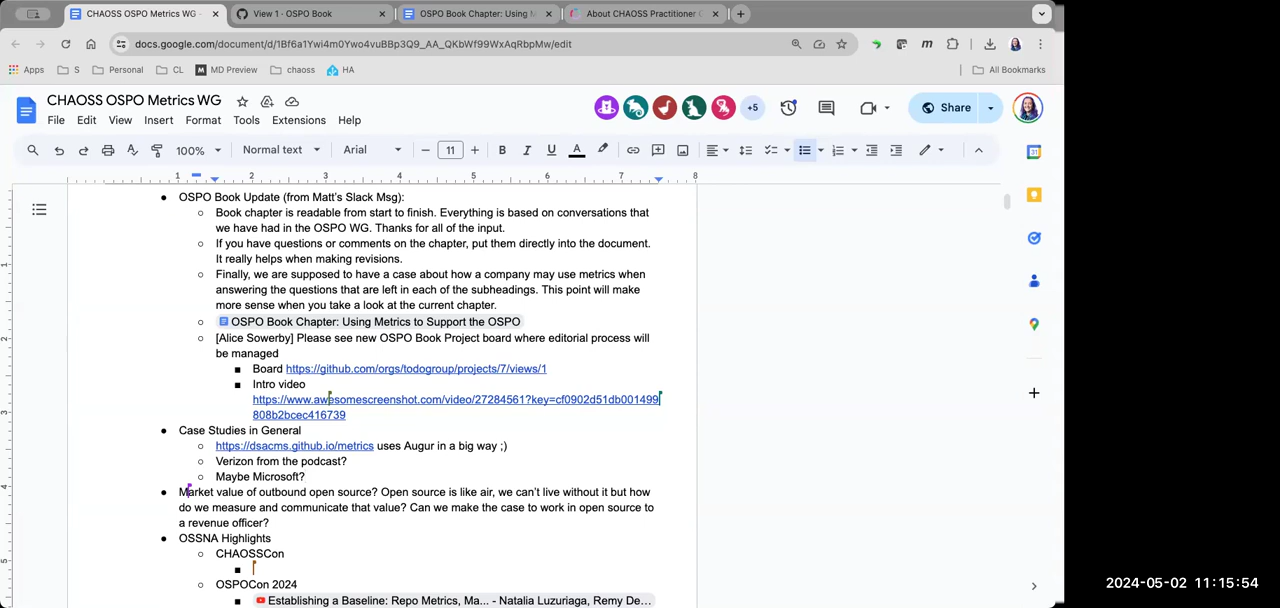 CHAOSS OSPO Metrics WG -
View 1 · OSPO Book
OSPO Book Chapter: Using M
About CHAOSS Practitioner G
docs.google.com/document/d/1Bf6a1Ywi4m0Ywo4vuBBp3Q9_AA_QKbWf99WxAqRbpMw/edit
Apps
S
Personal
CL
MD Preview
chaoss
HA
All Bookmarks
CHAOSS OSPO Metrics WG
+5
Share
File Edit View Insert Format Tools Extensions Help
100%
Normal text
Arial
11
1 2 3 4 5 6 7 8
OSPO Book Update (from Matt's Slack Msg):
Book chapter is readable from start to finish. Everything is based on conversations that
we have had in the OSPO WG. Thanks for all of the input.
If you have questions or comments on the chapter, put them directly into the document.
It really helps when making revisions.
Finally, we are supposed to have a case about how a company may use metrics when
answering the questions that are left in each of the subheadings. This point will make
more sense when you take a look at the current chapter.
OSPO Book Chapter: Using Metrics to Support the OSPO
[Alice Sowerby] Please see new OSPO Book Project board where editorial process will
be managed
Board https://github.com/orgs/todogroup/projects/7/views/1
Intro video
https://www.awesomescreenshot.com/video/27284561?key=cf0902d51db001499
808b2bcec416739
Case Studies in General
https://dsacms.github.io/metrics uses Augur in a big way ;)
Verizon from the podcast?
Maybe Microsoft?
Market value of outbound open source? Open source is like air, we can't live without it but how
do we measure and communicate that value? Can we make the case to work in open source to
a revenue officer?
OSSNA Highlights
CHAOSSCon
OSPOCon 2024
Establishing a Baseline: Repo Metrics, Ma... - Natalia Luzuriaga, Remy De...
2024-05-02 11:15:54